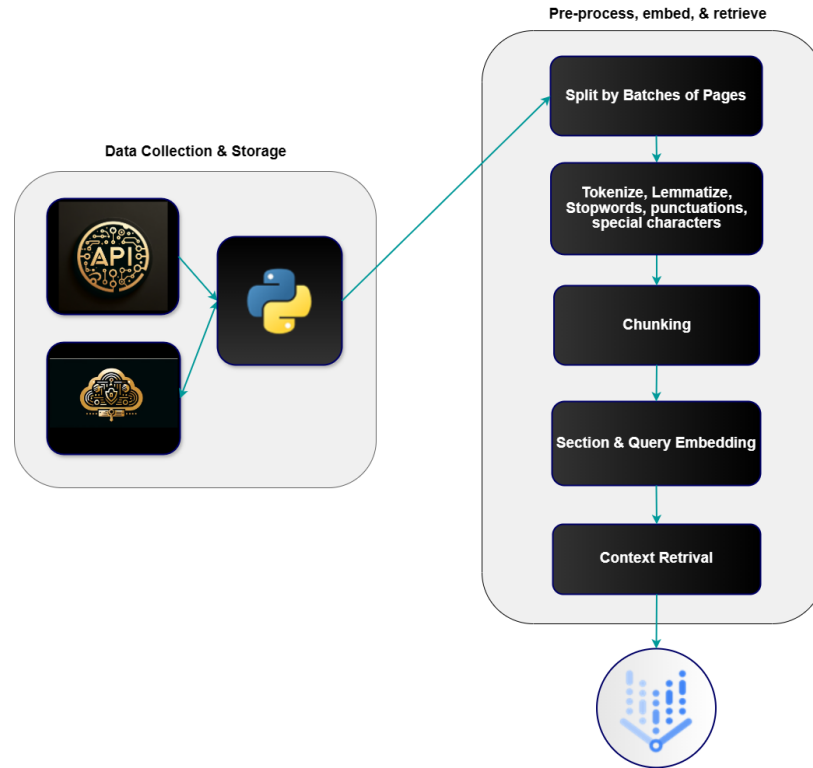 Pre-process, embed, & retrieve
Data Collection & Storage
API
Split by Batches of Pages
Tokenize, Lemmatize,
Stopwords, punctuations,
special characters
Chunking
Section & Query Embedding
Context Retrival